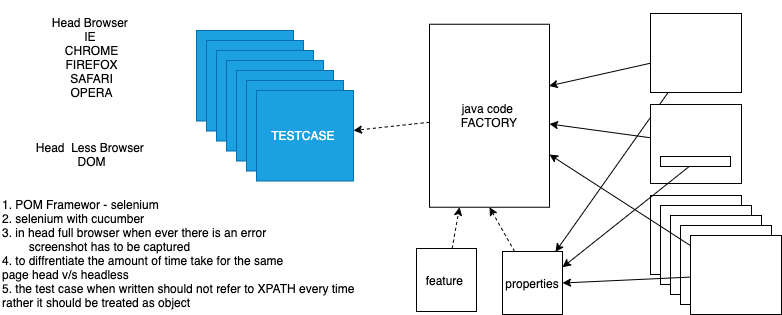 Head Browser
IE
CHROME
FIREFOX
SAFARI
OPERA
Head  Less Browser
DOM
1. POM Framewor - selenium
2. selenium with cucumber
3. in head full browser when ever there is an error
screenshot has to be captured
4. to diffrentiate the amount of time take for the same
page head v/s headless
5. the test case when written should not refer to XPATH every time
rather it should be treated as object
TESTCASE
java code
FACTORY
feature
properties